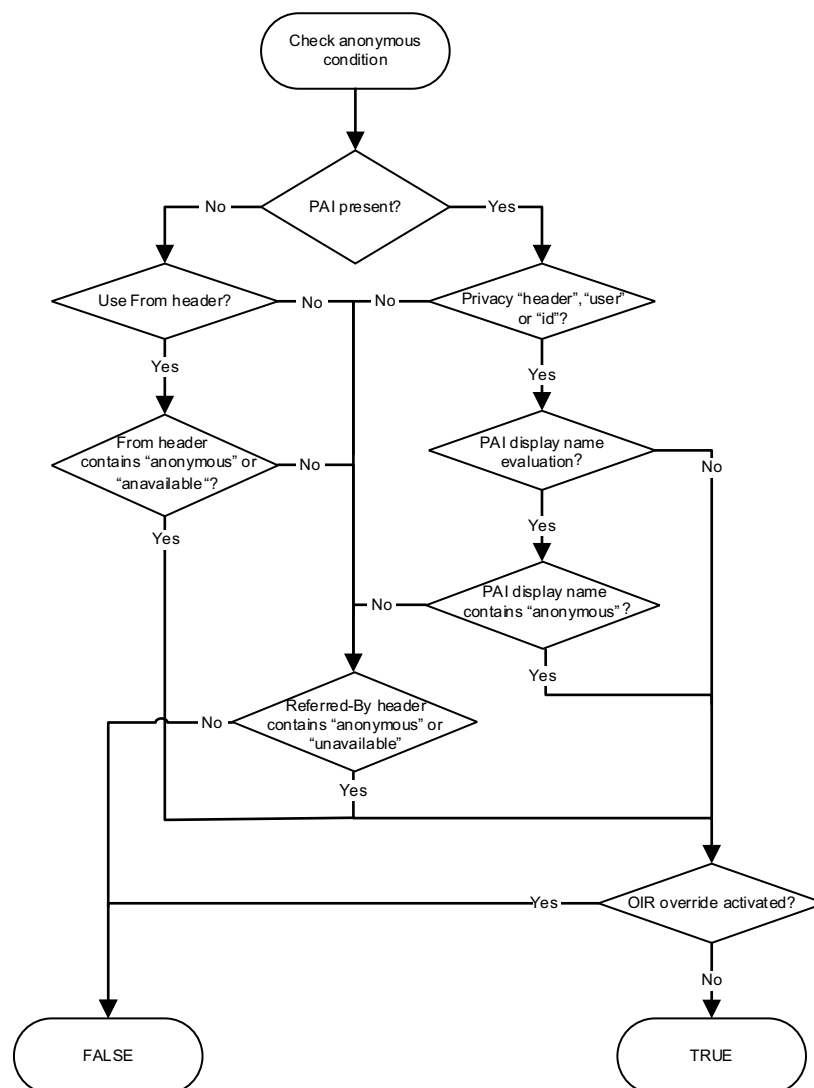 Check anonymous
condition
PAI present?
No
Yes
Use From header?
No
No
Privacy “header”, “user”
or “id”?
Yes
Yes
From header
contains “anonymous” or
“anavailable“?
No
PAI display name
evaluation?
No
Yes
Yes
PAI display name
contains “anonymous”?
No
Yes
Referred-By header
contains “anonymous” or
“unavailable”
No
Yes
OIR override activated?
Yes
No
FALSE
TRUE